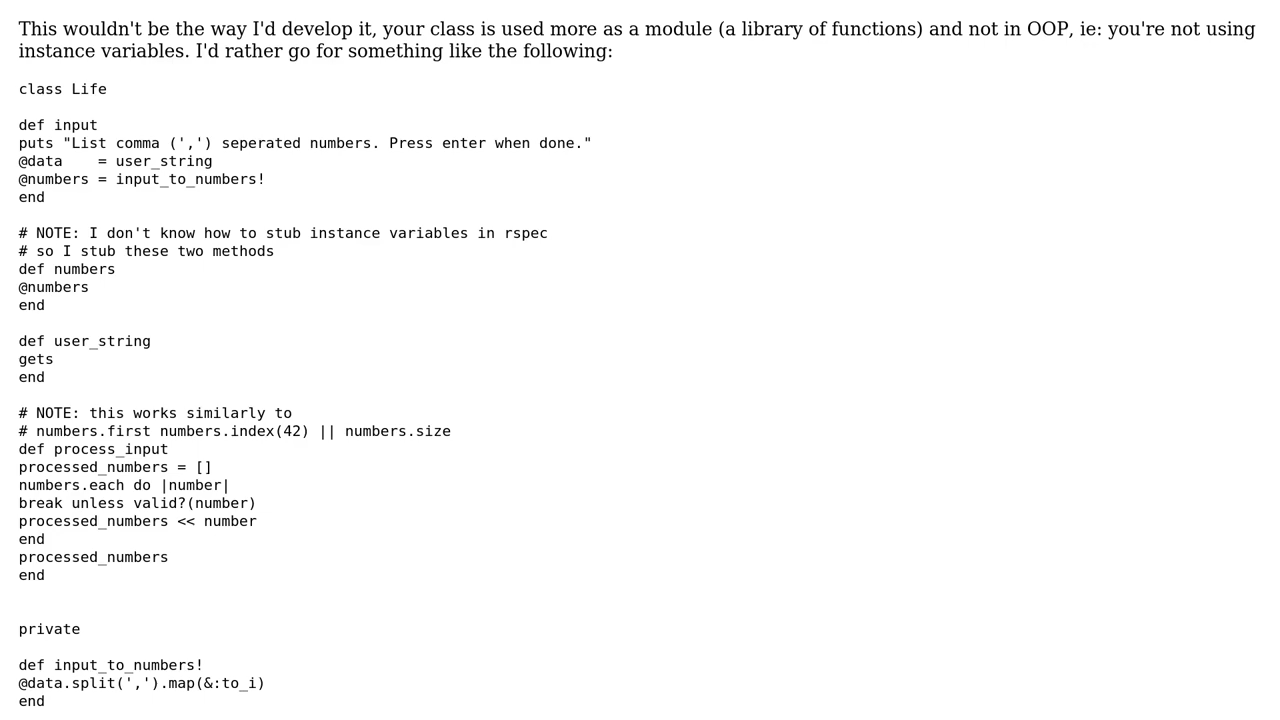 This wouldn't be the way I'd develop it, your class is used more as a module (a library of functions) and not in OOP, ie: you're not using
instance variables. I'd rather go for something like the following:
class Life
def input
puts "List comma (',') seperated numbers. Press enter when done."
@data    = user_string
@numbers = input_to_numbers!
end
# NOTE: I don't know how to stub instance variables in rspec
# so I stub these two methods
def numbers
@numbers
end
def user_string
gets
end
# NOTE: this works similarly to
# numbers.first numbers.index(42) || numbers.size
def process_input
processed_numbers = []
numbers.each do |number|
break unless valid?(number)
processed_numbers << number
end
processed_numbers
end
private
def input_to_numbers!
@data.split(',').map(&:to_i)
end